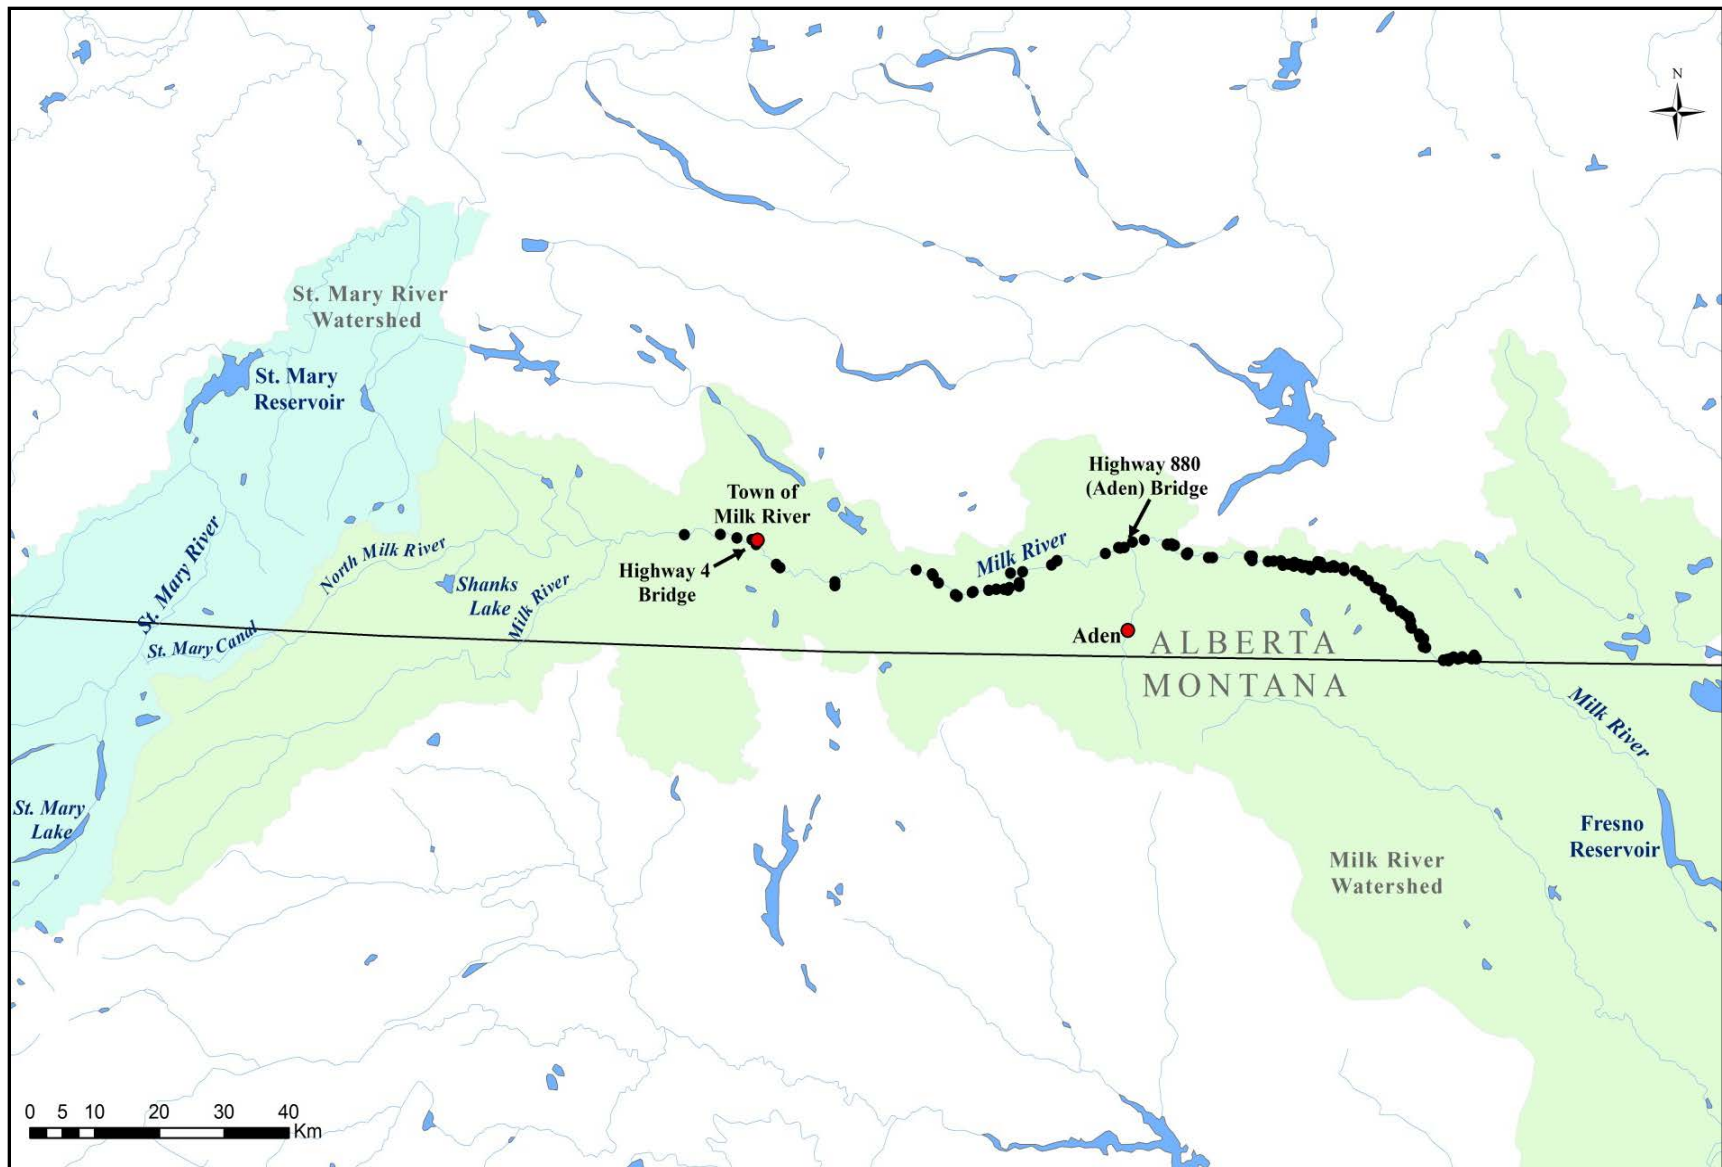 N
St. Mary River
Watershed
St. Mary
Reservoir
Highway 880
(Aden) Bridge
Town of
Milk River
St. Mary River
North Milk River
Milk River
Highway 4
Bridge
Shanks
Lake
Milk River
St. Mary Canal
Aden
ALBERTA
MONTANA
Milk River
St. Mary
Lake
Fresno
Reservoir
Milk River
Watershed
0 5 10 20 30 40
Km